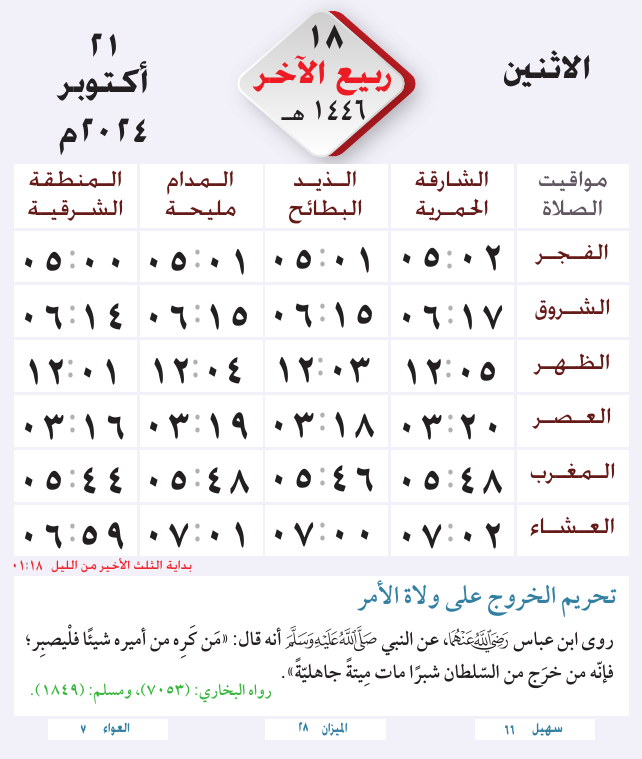 الاثنين
١٨
ربيع الآخر
١٤٤٦ هـ
٢١
أكتوبر
٢٠٢٤م
مواقيت الصلاة | الشارقة الحمرية | الذيد البطائح | المدام مليحة | المنطقة الشرقية
الفجر ٠٥:٠٢ ٠٥:٠١ ٠٥:٠١ ٠٥:٠٠
الشروق ٠٦:١٧ ٠٦:١٥ ٠٦:١٥ ٠٦:١٤
الظهر ١٢:٠٥ ١٢:٠٣ ١٢:٠٤ ١٢:٠١
العصر ٠٣:٢٠ ٠٣:١٨ ٠٣:١٩ ٠٣:١٦
المغرب ٠٥:٤٨ ٠٥:٤٦ ٠٥:٤٨ ٠٥:٤٤
العشاء ٠٧:٠٢ ٠٧:٠٠ ٠٧:٠١ ٠٦:٥٩
بداية الثلث الأخير من الليل ٠١:١٨
تحريم الخروج على ولاة الأمر
روى ابن عباس رَضِيَ اللَّهُ عَنْهُمَا، عن النبي صَلَّى اللَّهُ عَلَيْهِ وَسَلَّمَ أنه قال: «مَن كَرِه من أميره شيئًا فلْيصبِر؛
فإنّه من خرَج من السّلطان شبرًا مات مِيتةً جاهليّةً».
رواه البخاري: (٧٠٥٣)، ومسلم: (١٨٤٩).
سهيل ٦٦ الميزان ٢٨ العواء ٧